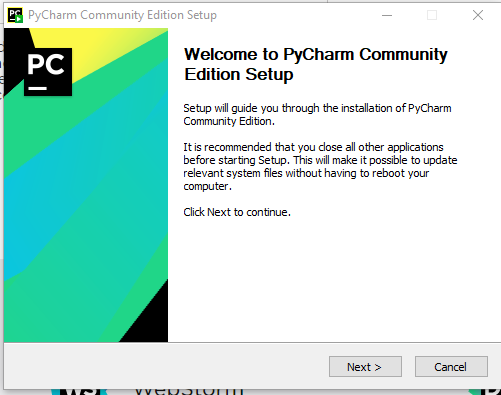 PC PyCharm Community Edition Setup
PC
Welcome to PyCharm Community
Edition Setup
Setup will guide you through the installation of PyCharm
Community Edition.
It is recommended that you close all other applications
before starting Setup. This will make it possible to update
relevant system files without having to reboot your
computer.
Click Next to continue.
Next >
Cancel
WebStorm